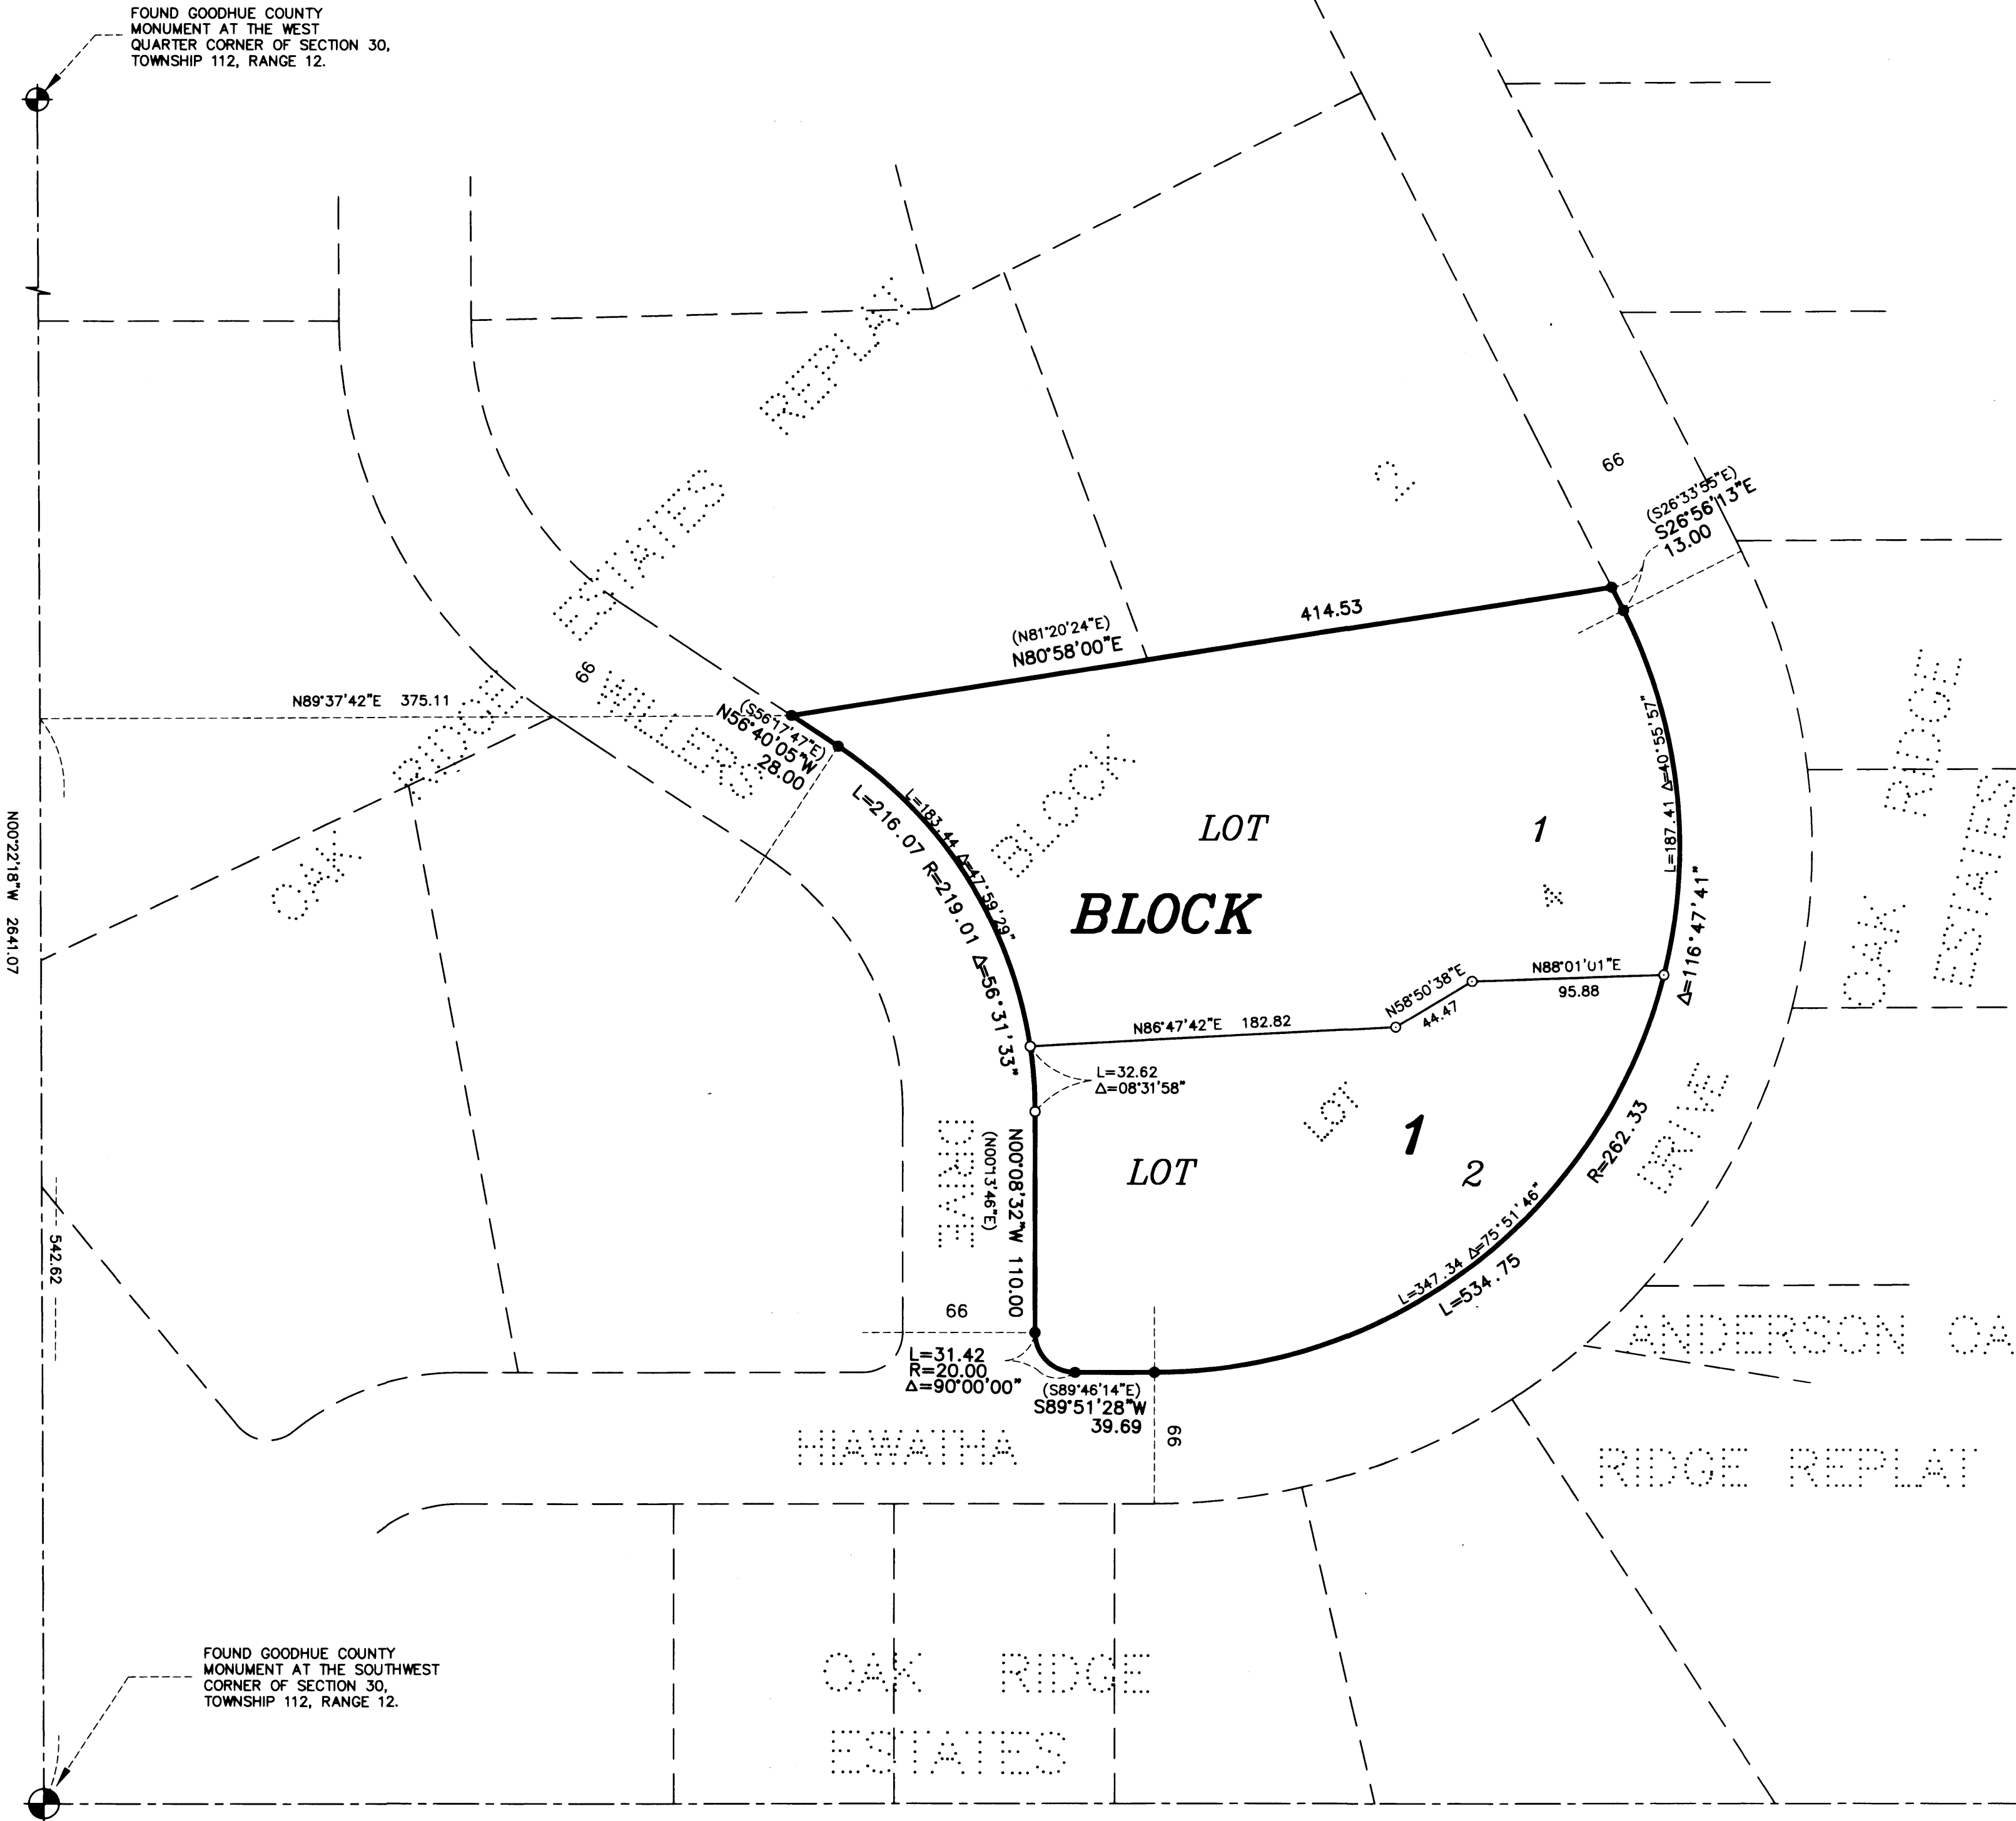 FOUND GOODHUE COUNTY
MONUMENT AT THE WEST
QUARTER CORNER OF SECTION 30,
TOWNSHIP 112, RANGE 12.
REPLAT
2
66
(S26°33'55"E)
S26°56'13"E
13.00
ESTATES
414.53
(N81°20'24"E)
N80°58'00"E
66
WILLERS
N89°37'42"E 375.11
RIDGE
OAK
(S56°17'47"E)
N56°40'05"W
28.00
BLOCK
L=183.44 Δ=47°59'29"
L=216.07 R=219.01 Δ=56°31'33"
LOT
1
BLOCK
L=187.41 Δ=40°55'57"
Δ=116°47'41"
OAK RIDGE
ESTATES
N00°22'18"W 2641.07
N88°01'01"E
95.88
N58°50'38"E
44.47
N86°47'42"E 182.82
L=32.62
Δ=08°31'58"
LOT
1
LOT
2
DRIVE
(N00°13'46"E)
N00°08'32"W 110.00
DRIVE
R=262.33
L=347.34 Δ=75°51'46"
L=534.75
542.62
66
L=31.42
R=20.00
Δ=90°00'00"
(S89°46'14"E)
S89°51'28"W
39.69
66
HIAWATHA
ANDERSON OA
RIDGE REPLAT
FOUND GOODHUE COUNTY
MONUMENT AT THE SOUTHWEST
CORNER OF SECTION 30,
TOWNSHIP 112, RANGE 12.
OAK RIDGE
ESTATES